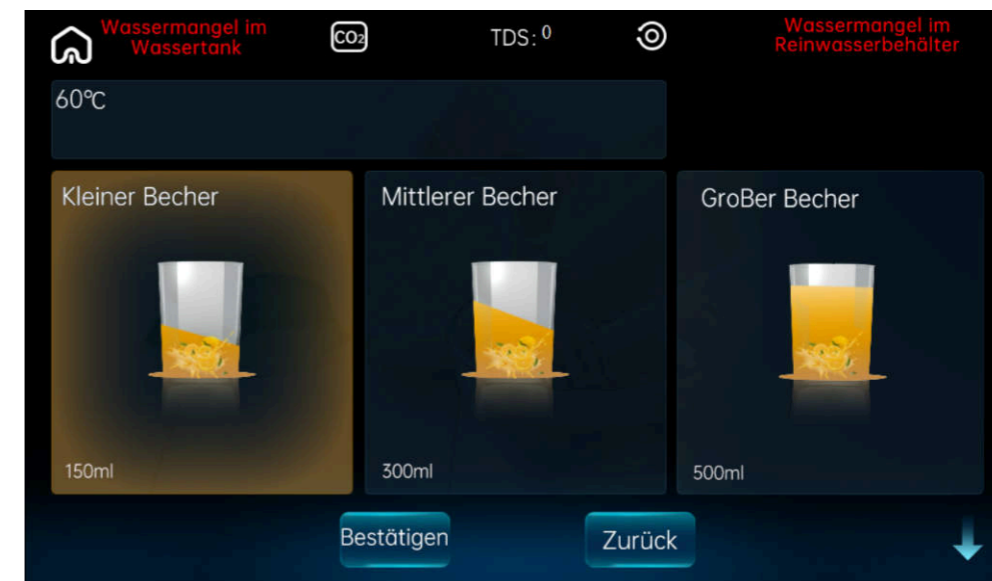 Wassermangel im
Wassertank
CO2
TDS: 0
Wassermangel im
Reinwasserbehälter
60℃
Kleiner Becher
Mittlerer Becher
GroBer Becher
150ml
300ml
500ml
Bestätigen
Zurück